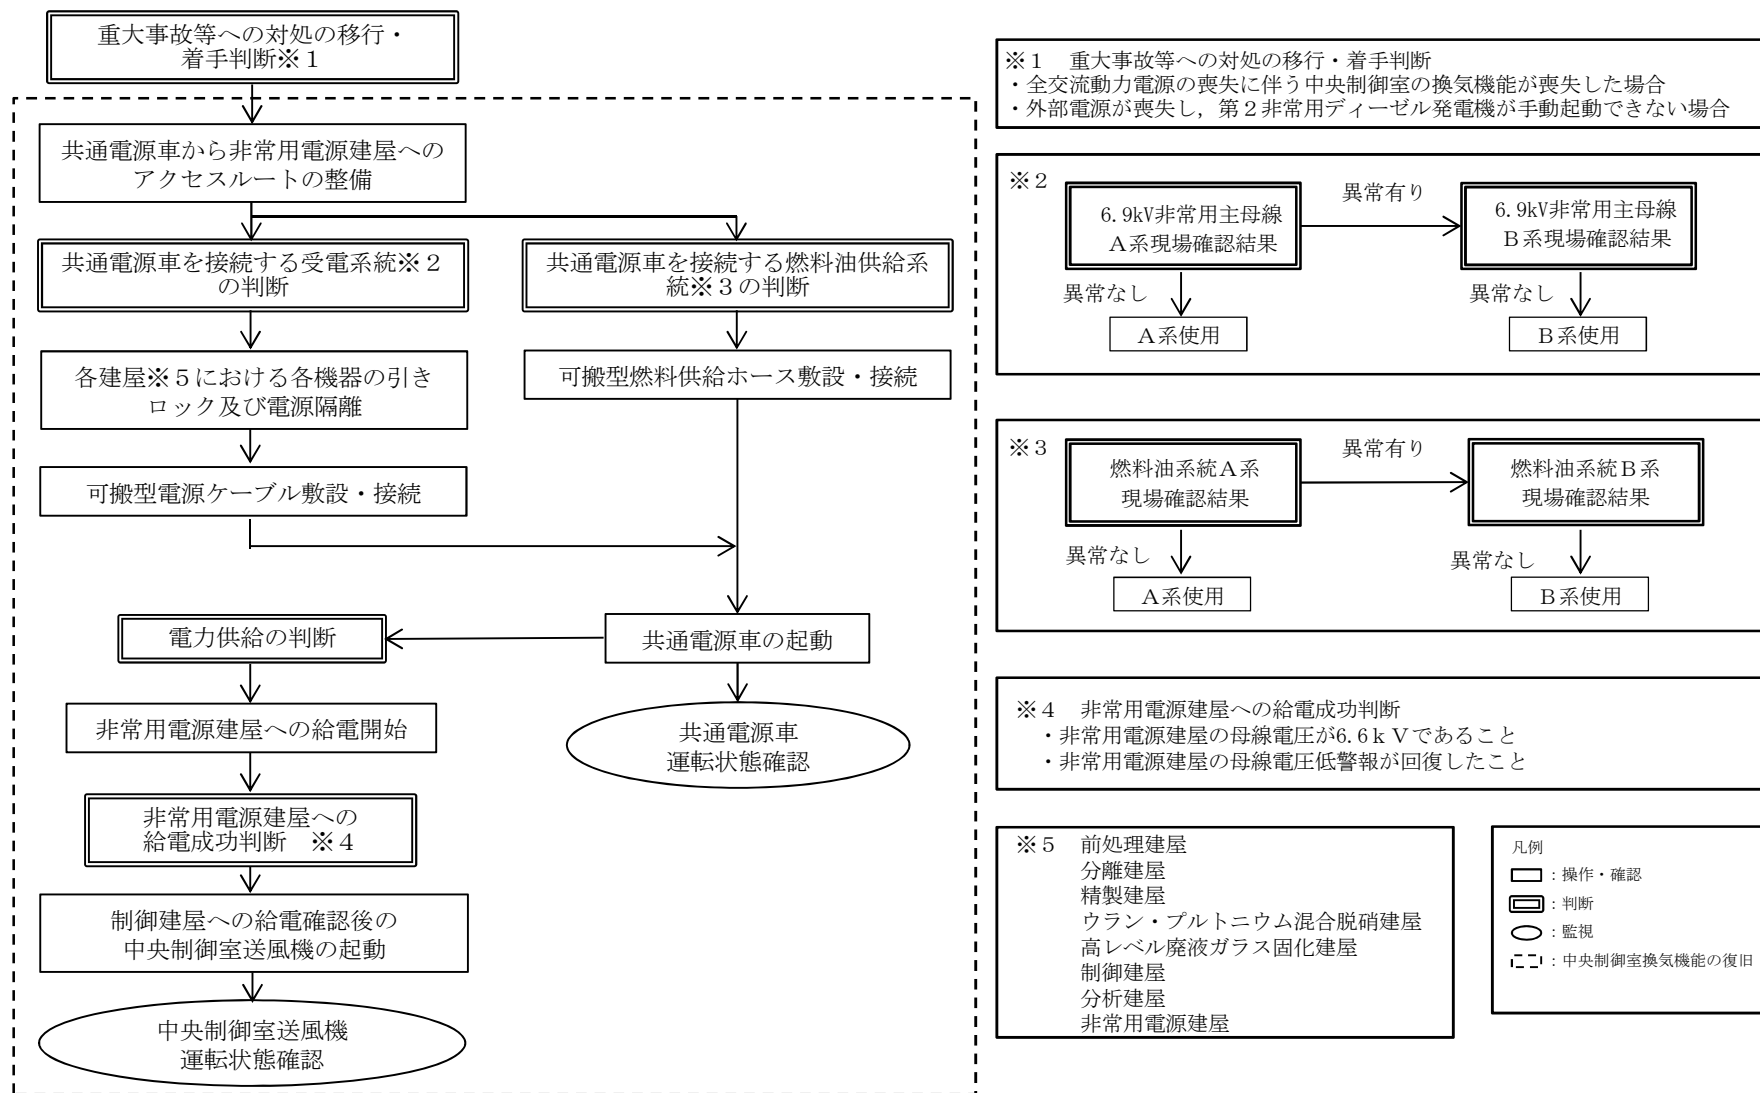 重大事故等への対処の移行・
着手判断※１
共通電源車から非常用電源建屋への
アクセスルートの整備
共通電源車を接続する受電系統※２
の判断
共通電源車を接続する燃料油供給系
統※３の判断
各建屋※５における各機器の引き
ロック及び電源隔離
可搬型燃料供給ホース敷設・接続
可搬型電源ケーブル敷設・接続
電力供給の判断
共通電源車の起動
非常用電源建屋への給電開始
共通電源車
運転状態確認
非常用電源建屋への
給電成功判断　※４
制御建屋への給電確認後の
中央制御室送風機の起動
中央制御室送風機
運転状態確認
※１　重大事故等への対処の移行・着手判断
・全交流動力電源の喪失に伴う中央制御室の換気機能が喪失した場合
・外部電源が喪失し，第２非常用ディーゼル発電機が手動起動できない場合
※２
6.9kV非常用主母線
Ａ系現場確認結果
異常有り
6.9kV非常用主母線
Ｂ系現場確認結果
異常なし
異常なし
Ａ系使用
Ｂ系使用
※３
燃料油系統Ａ系
現場確認結果
異常有り
燃料油系統Ｂ系
現場確認結果
異常なし
異常なし
Ａ系使用
Ｂ系使用
※４　非常用電源建屋への給電成功判断
・非常用電源建屋の母線電圧が6.6ｋＶであること
・非常用電源建屋の母線電圧低警報が回復したこと
※５　前処理建屋
分離建屋
精製建屋
ウラン・プルトニウム混合脱硝建屋
高レベル廃液ガラス固化建屋
制御建屋
分析建屋
非常用電源建屋
凡例
：操作・確認
：判断
：監視
：中央制御室換気機能の復旧